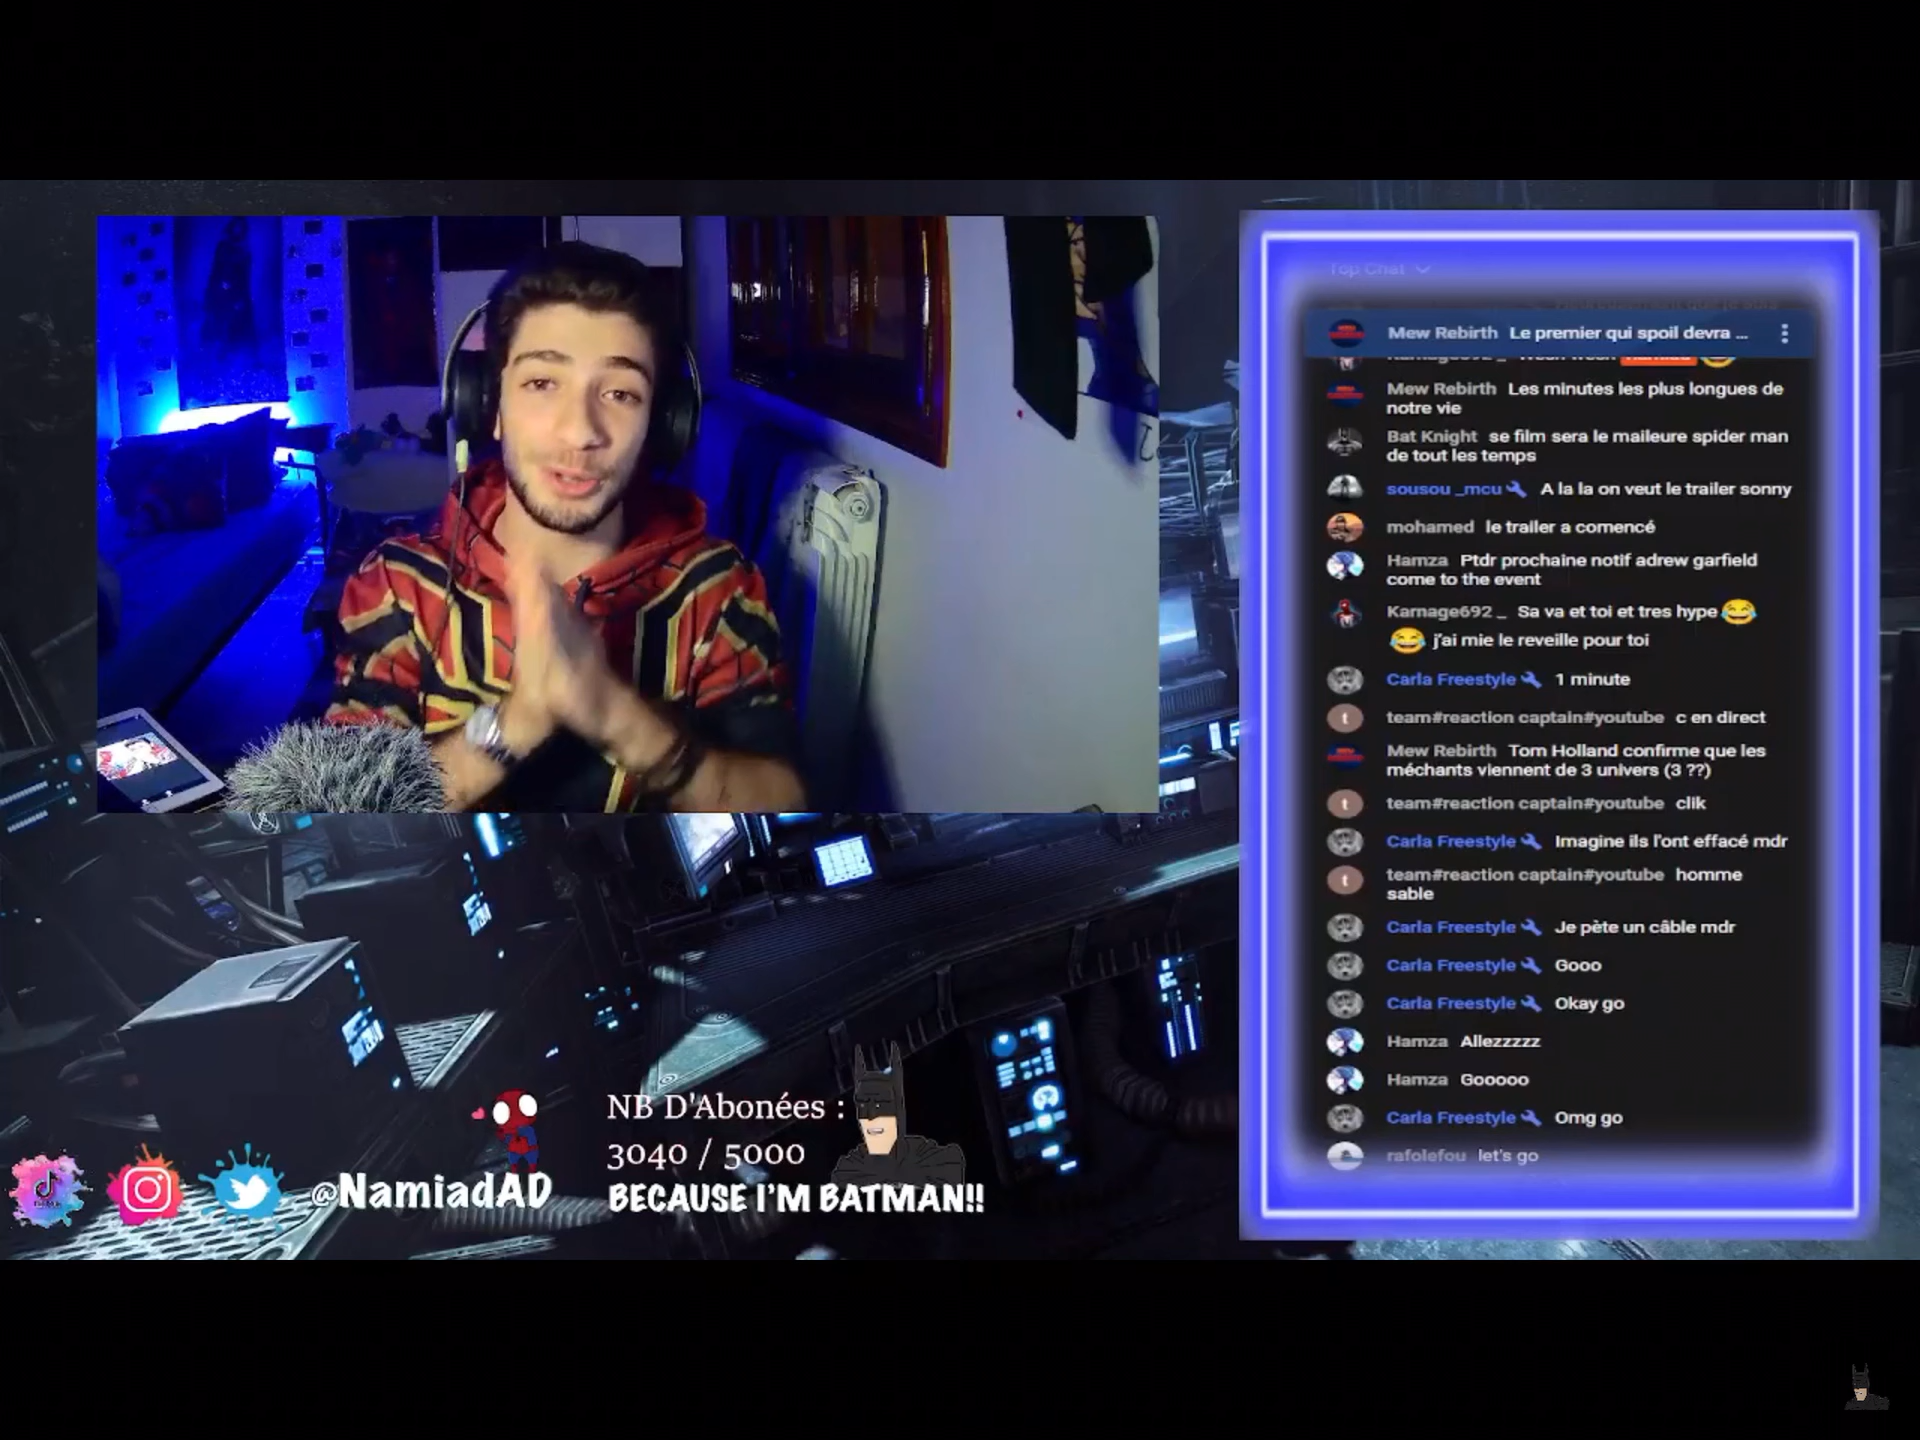 Top Chat
Mew Rebirth Le premier qui spoil devra ...
Mew Rebirth Les minutes les plus longues de
notre vie
Bat Knight se film sera le maileure spider man
de tout les temps
sousou _mcu A la la on veut le trailer sonny
mohamed le trailer a comencé
Hamza Ptdr prochaine notif adrew garfield
come to the event
Karnage692 _ Sa va et toi et tres hype😂
😂 j'ai mie le reveille pour toi
Carla Freestyle 1 minute
team#reaction captain#youtube c en direct
Mew Rebirth Tom Holland confirme que les
méchants viennent de 3 univers (3 ??)
team#reaction captain#youtube clik
Carla Freestyle Imagine ils l'ont effacé mdr
team#reaction captain#youtube homme
sable
Carla Freestyle Je pète un câble mdr
Carla Freestyle Gooo
Carla Freestyle Okay go
Hamza Allezzzzz
Hamza Gooooo
Carla Freestyle Omg go
rafolefou let's go
NB D'Abonées :
3040 / 5000
BECAUSE I'M BATMAN!!
@NamiadAD